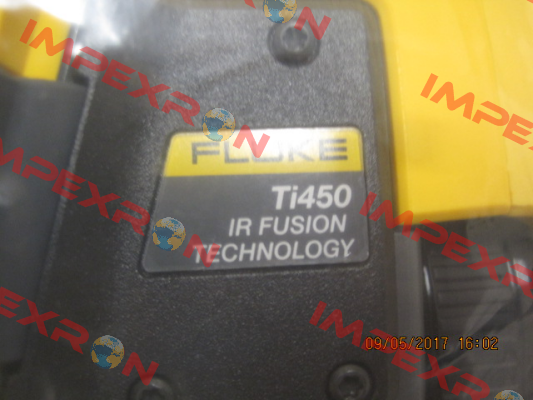 IMPEXRON
IMPEXRON
FLUKE
Ti450
IR FUSION
TECHNOLOGY
IMPEXRON
IMPEXRON
IMPEXRON
IMPEXRON
09/05/2017 16:02